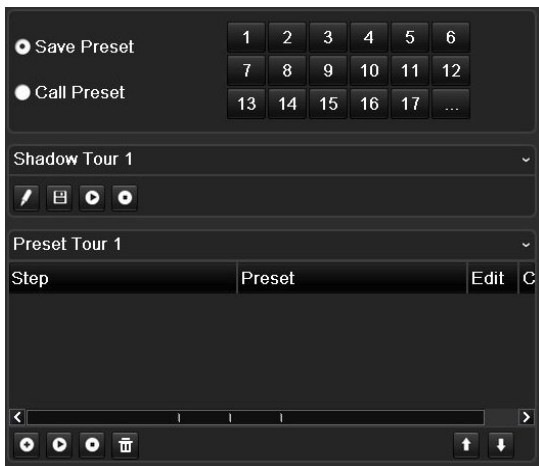 Save Preset
Call Preset
1 2 3 4 5 6
7 8 9 10 11 12
13 14 15 16 17 ...
Shadow Tour 1
Preset Tour 1
Step Preset Edit C